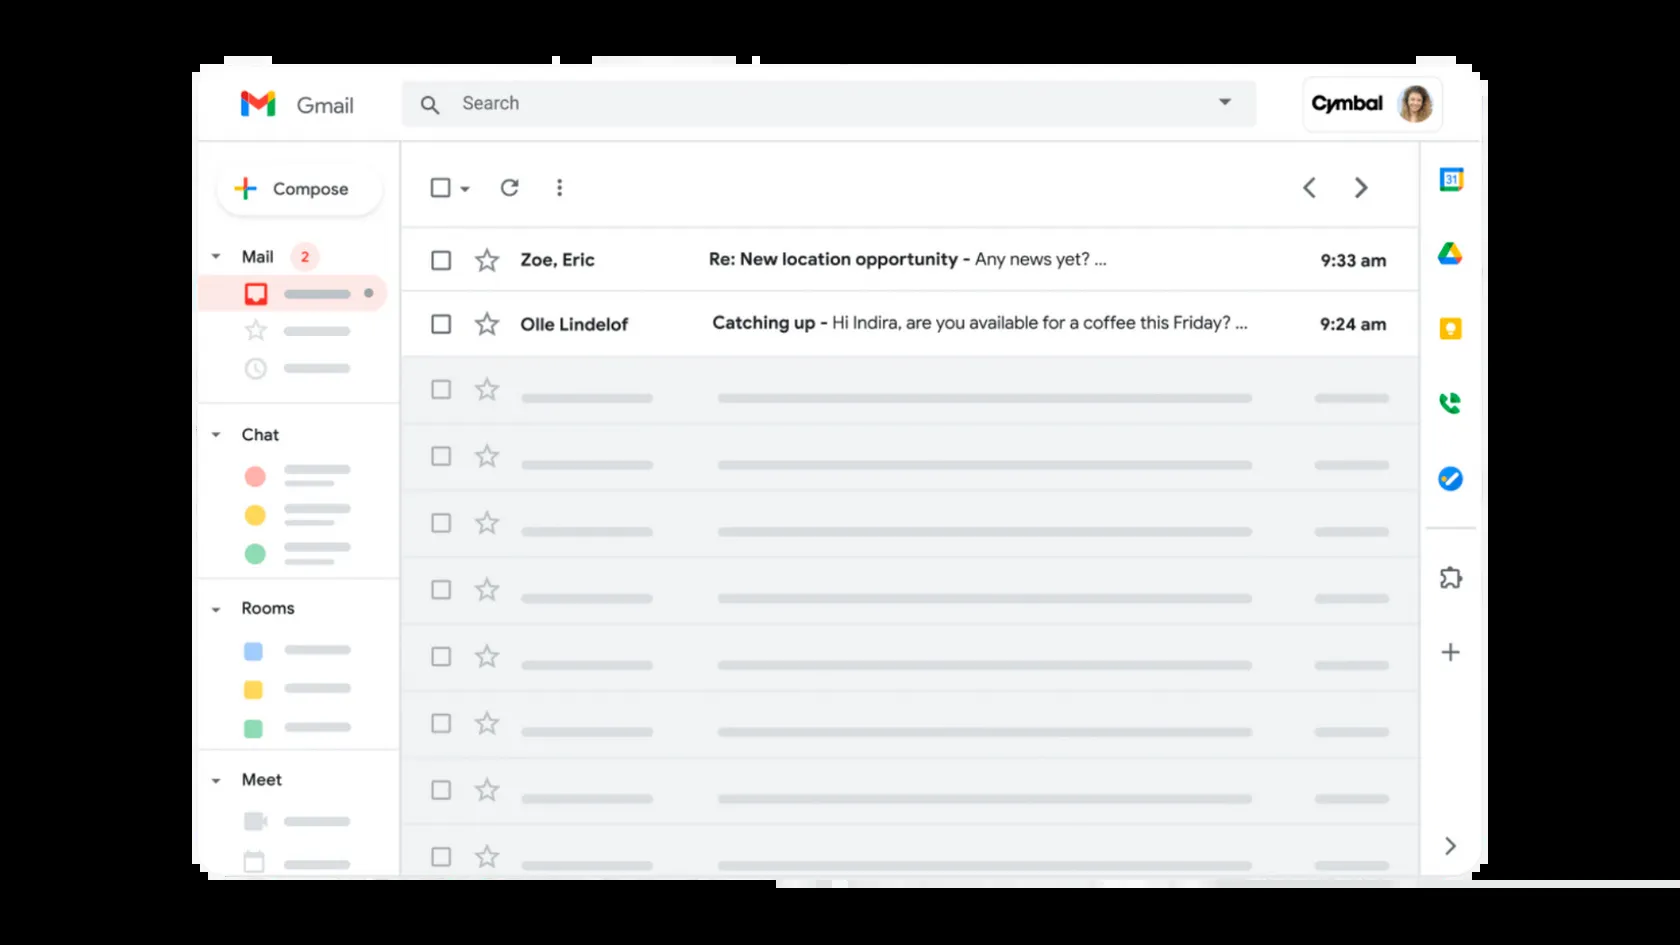 Gmail
Search
Cymbal
Compose
Mail 2
31
Zoe, Eric Re: New location opportunity - Any news yet? ... 9:33 am
Olle Lindelof Catching up - Hi Indira, are you available for a coffee this Friday? ... 9:24 am
Chat
Rooms
Meet